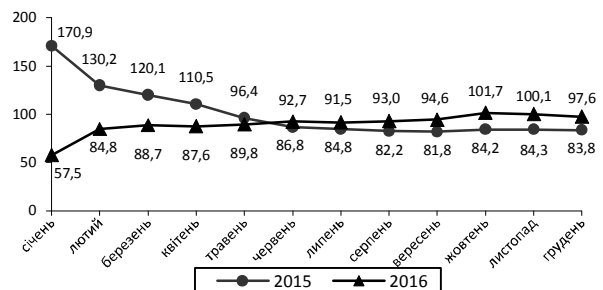 200
150
100
50
0
170,9
130,2
120,1
110,5
96,4
92,7
91,5
93,0
94,6
101,7
100,1
97,6
57,5
84,8
88,7
87,6
89,8
86,8
84,8
82,2
81,8
84,2
84,3
83,8
січень
лютий
березень
квітень
травень
червень
липень
серпень
вересень
жовтень
листопад
грудень
2015 2016